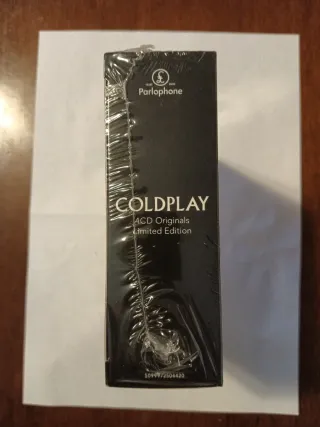 Parlophone
COLDPLAY
4CD Originals
Limited Edition